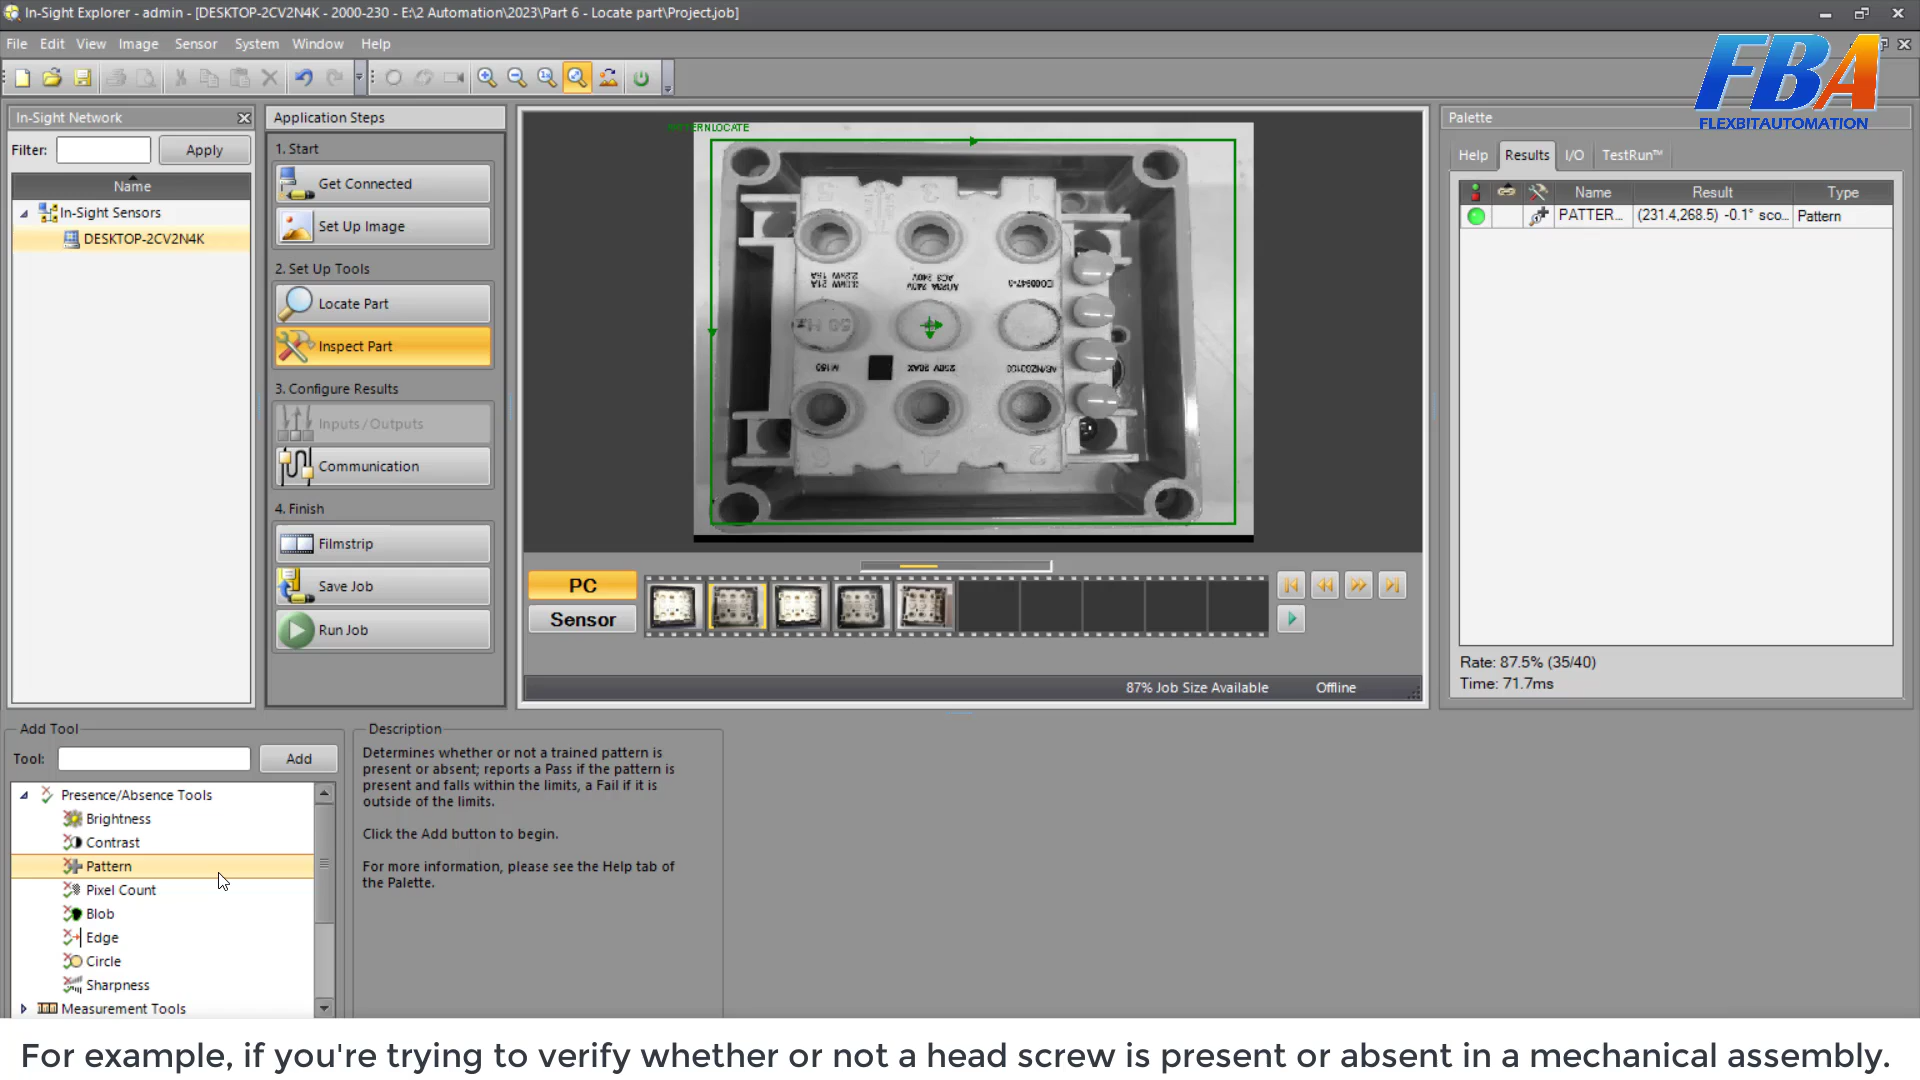 In-Sight Explorer - admin - [DESKTOP-2CV2N4K - 2000-230 - E:\2 Automation\2023\Part 6 - Locate part\Project.job]
File Edit View Image Sensor System Window Help
FBA
FLEXBITAUTOMATION
In-Sight Network
Filter:
Apply
Name
In-Sight Sensors
DESKTOP-2CV2N4K
Application Steps
1. Start
Get Connected
Set Up Image
2. Set Up Tools
Locate Part
Inspect Part
3. Configure Results
Inputs/Outputs
Communication
4. Finish
Filmstrip
Save Job
Run Job
PC
Sensor
87% Job Size Available Offline
Palette
Help Results I/O TestRun™
Name Result Type
PATTER... (231.4,268.5) -0.1° sco... Pattern
Rate: 87.5% (35/40)
Time: 71.7ms
Add Tool
Tool:
Add
Presence/Absence Tools
Brightness
Contrast
Pattern
Pixel Count
Blob
Edge
Circle
Sharpness
Measurement Tools
Description
Determines whether or not a trained pattern is
present or absent; reports a Pass if the pattern is
present and falls within the limits, a Fail if it is
outside of the limits.
Click the Add button to begin.
For more information, please see the Help tab of
the Palette.
For example, if you're trying to verify whether or not a head screw is present or absent in a mechanical assembly.